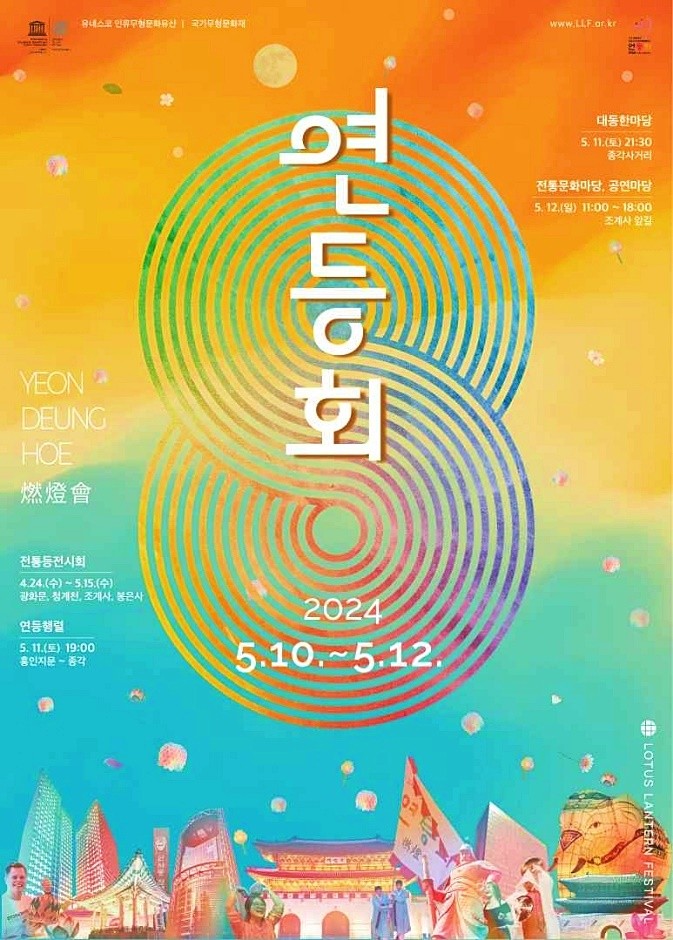 유네스코 인류무형문화유산 | 국가무형문화재
www.LLF.or.kr
연등회
대동한마당
5. 11.(토) 21:30
종각사거리
전통문화마당, 공연마당
5. 12.(일) 11:00 ~ 18:00
조계사 앞길
YEON
DEUNG
HOE
燃燈會
전통등전시회
4.24.(수) ~ 5.15.(수)
광화문, 청계천, 조계사, 봉은사
연등행렬
5. 11.(토) 19:00
흥인지문 ~ 종각
2024
5.10.~5.12.
LOTUS LANTERN FESTIVAL